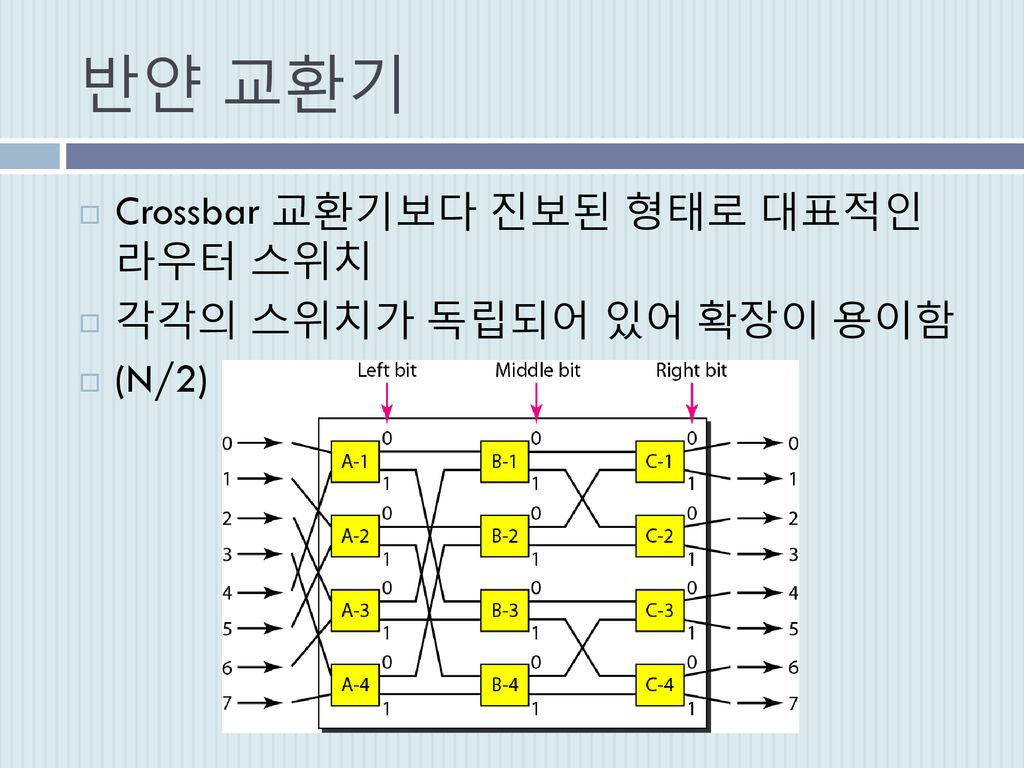 반얀 교환기
Crossbar 교환기보다 진보된 형태로 대표적인
라우터 스위치
각각의 스위치가 독립되어 있어 확장이 용이함
(N/2)
Left bit Middle bit Right bit
0 0 0 0 0
A-1 B-1 C-1
1 1 1 1 1
2 0 0 0 2
A-2 B-2 C-2
3 1 1 1 3
4 0 0 0 4
A-3 B-3 C-3
5 1 1 1 5
6 0 0 0 6
A-4 B-4 C-4
7 1 1 1 7